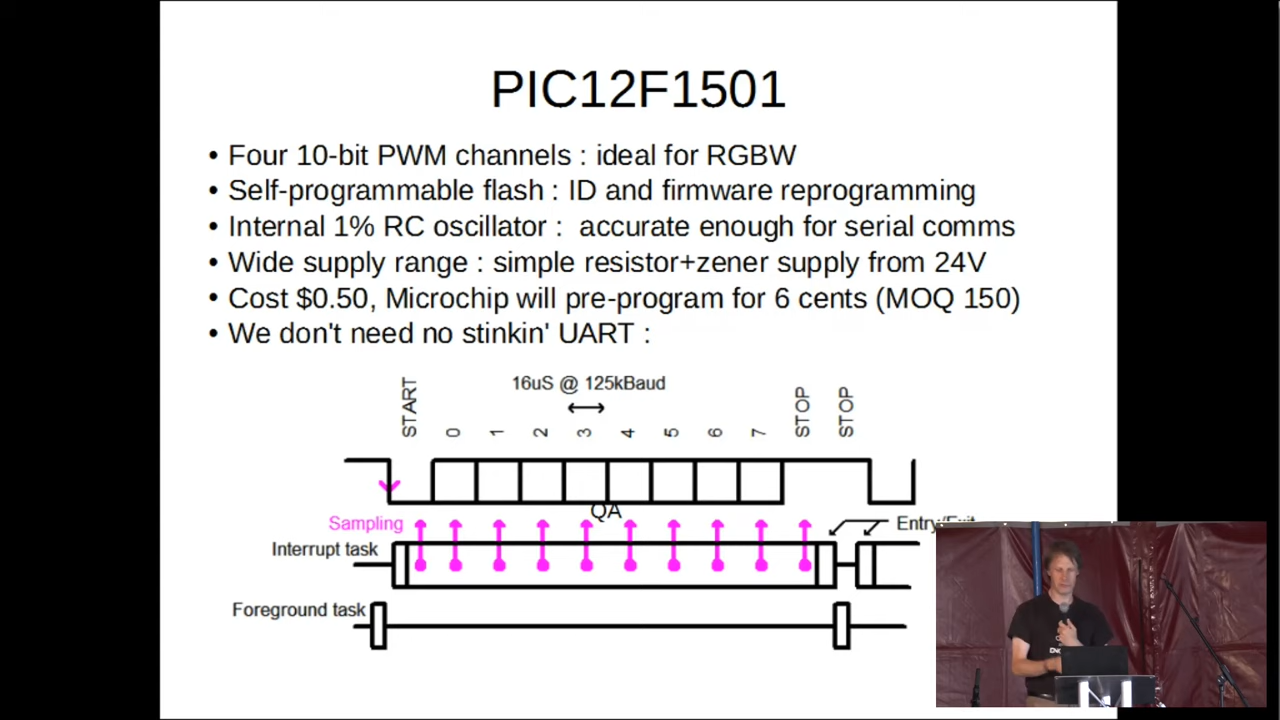 PIC12F1501
• Four 10-bit PWM channels : ideal for RGBW
• Self-programmable flash : ID and firmware reprogramming
• Internal 1% RC oscillator : accurate enough for serial comms
• Wide supply range : simple resistor+zener supply from 24V
• Cost $0.50, Microchip will pre-program for 6 cents (MOQ 150)
• We don't need no stinkin' UART :
16uS @ 125kBaud
START 0 1 2 3 4 5 6 7 STOP STOP
QA
Sampling
Entry/Exit
Interrupt task
Foreground task